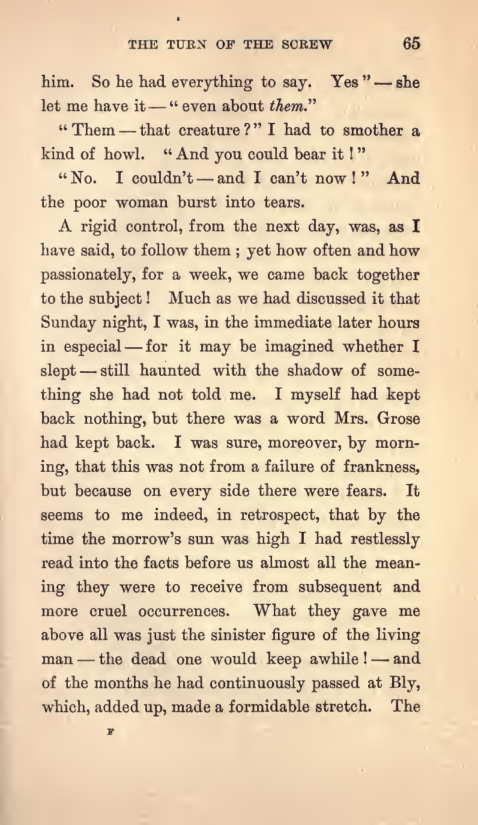 THE TURN OF THE SCREW 65
him. So he had everything to say. Yes" — she
let me have it — "even about them."
"Them — that creature?" I had to smother a
kind of howl. "And you could bear it!"
"No. I couldn't — and I can't now!" And
the poor woman burst into tears.
A rigid control, from the next day, was, as I
have said, to follow them; yet how often and how
passionately, for a week, we came back together
to the subject! Much as we had discussed it that
Sunday night, I was, in the immediate later hours
in especial — for it may be imagined whether I
slept — still haunted with the shadow of some-
thing she had not told me. I myself had kept
back nothing, but there was a word Mrs. Grose
had kept back. I was sure, moreover, by morn-
ing, that this was not from a failure of frankness,
but because on every side there were fears. It
seems to me indeed, in retrospect, that by the
time the morrow's sun was high I had restlessly
read into the facts before us almost all the mean-
ing they were to receive from subsequent and
more cruel occurrences. What they gave me
above all was just the sinister figure of the living
man — the dead one would keep awhile! — and
of the months he had continuously passed at Bly,
which, added up, made a formidable stretch. The
F